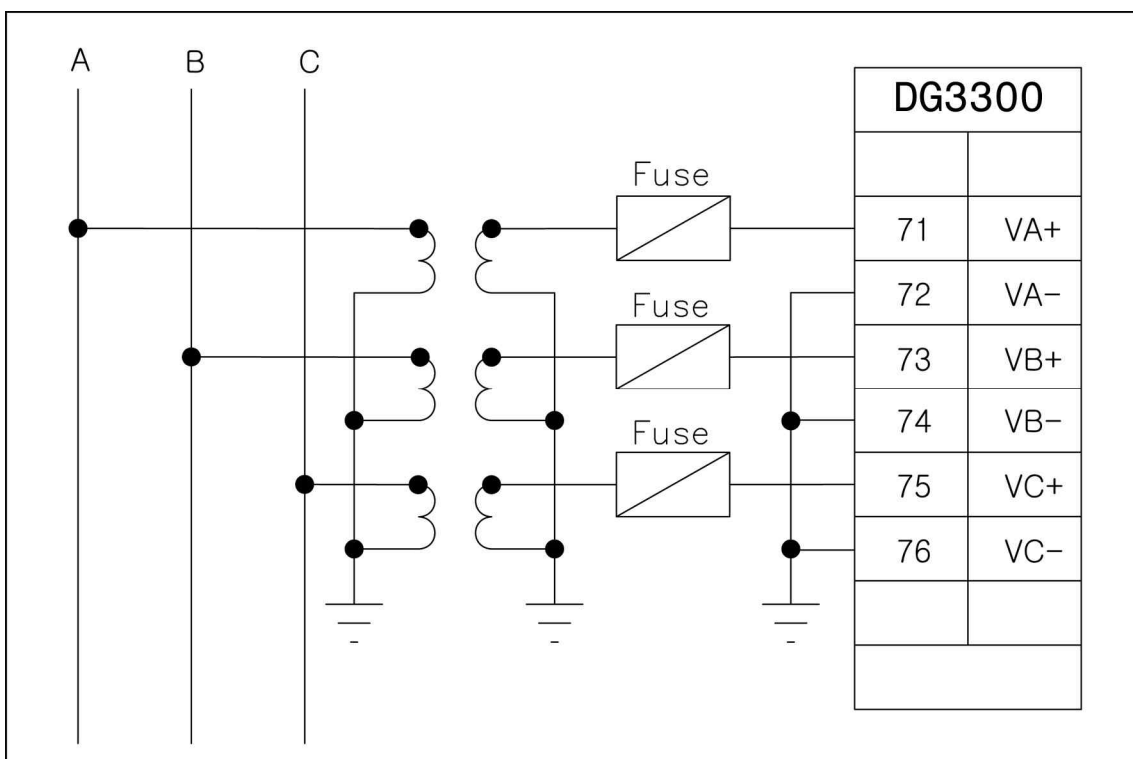 A B C
DG3300
Fuse
71 VA+
72 VA-
Fuse
73 VB+
74 VB-
Fuse
75 VC+
76 VC-